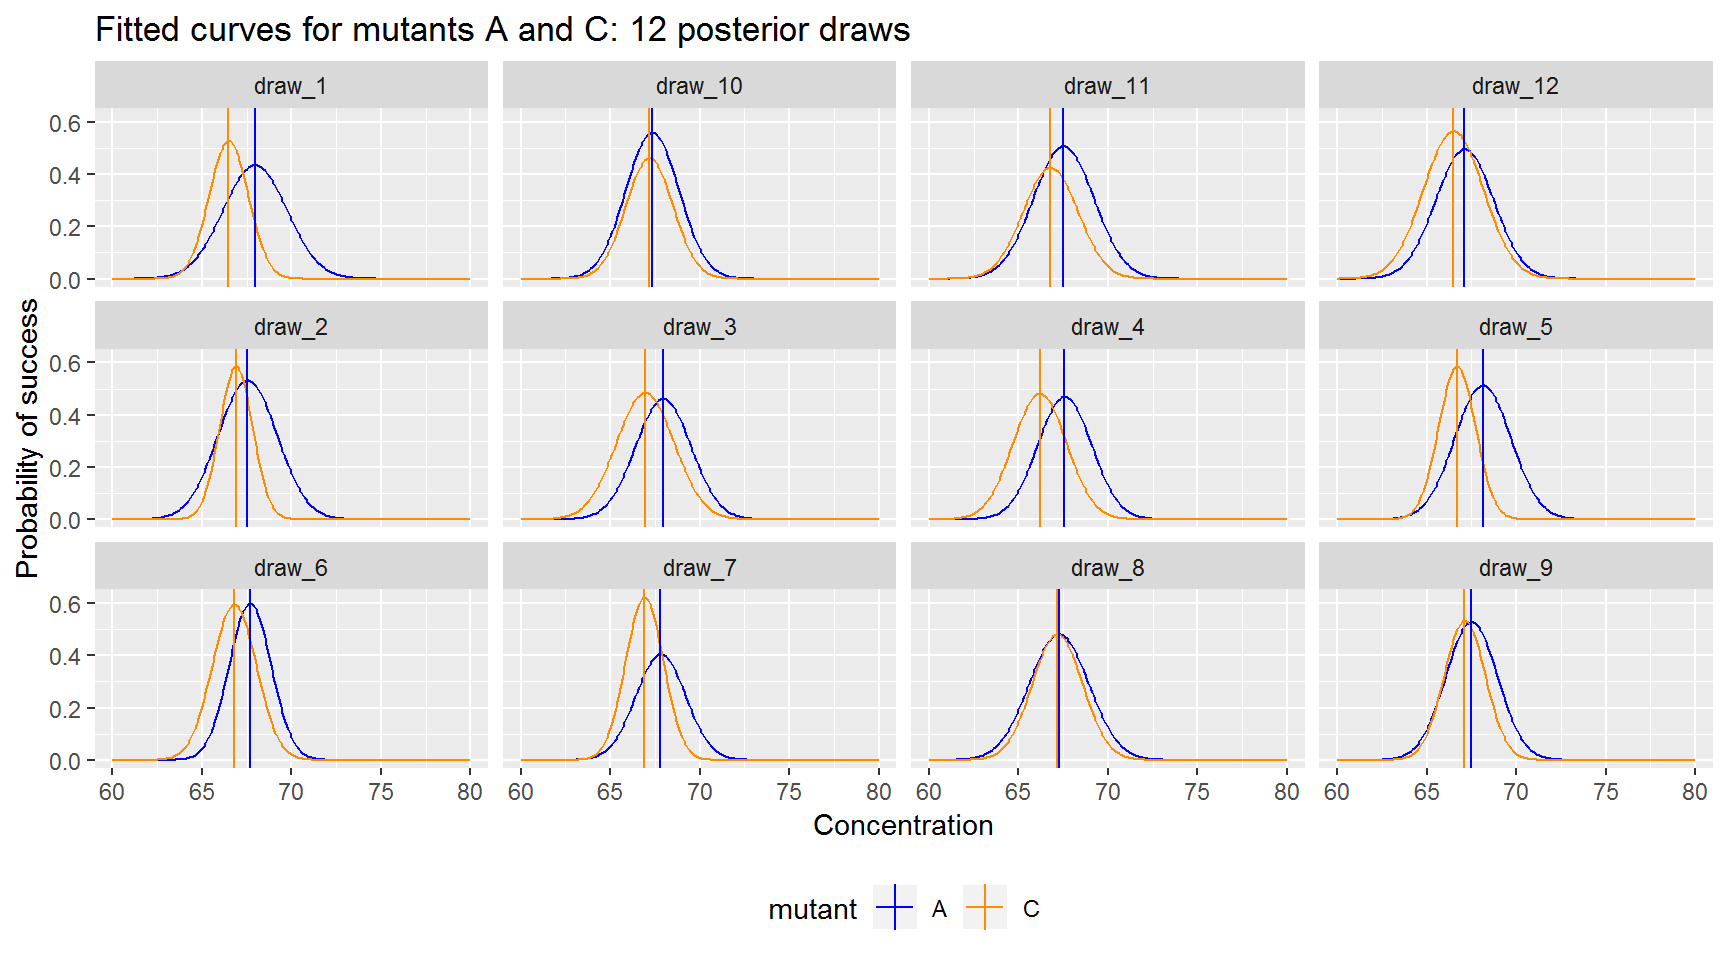 Fitted curves for mutants A and C: 12 posterior draws
draw_1 draw_10 draw_11 draw_12
0.6
0.4
0.2
0.0
draw_2 draw_3 draw_4 draw_5
0.6
0.4
0.2
0.0
draw_6 draw_7 draw_8 draw_9
0.6
0.4
0.2
0.0
60 65 70 75 80 60 65 70 75 80 60 65 70 75 80 60 65 70 75 80
Probability of success
Concentration
mutant A C